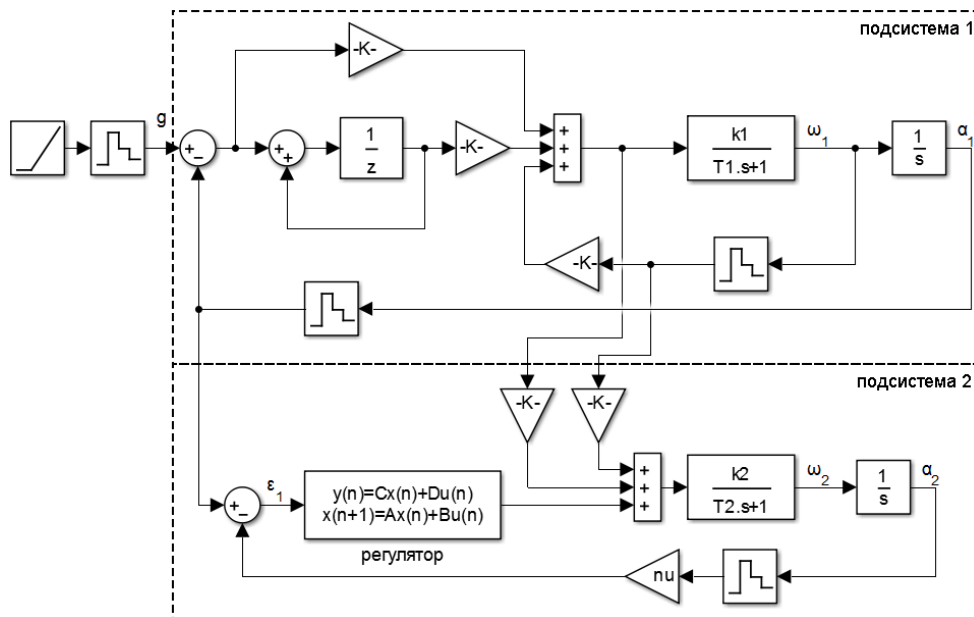 подсистема 1
-K-
g
+
−
+
+
1
z
-K-
+
+
+
k1
T1.s+1
ω1
1
s
α1
-K-
подсистема 2
-K-
-K-
ε1
+
−
y(n)=Cx(n)+Du(n)
x(n+1)=Ax(n)+Bu(n)
регулятор
+
+
+
k2
T2.s+1
ω2
1
s
α2
nu